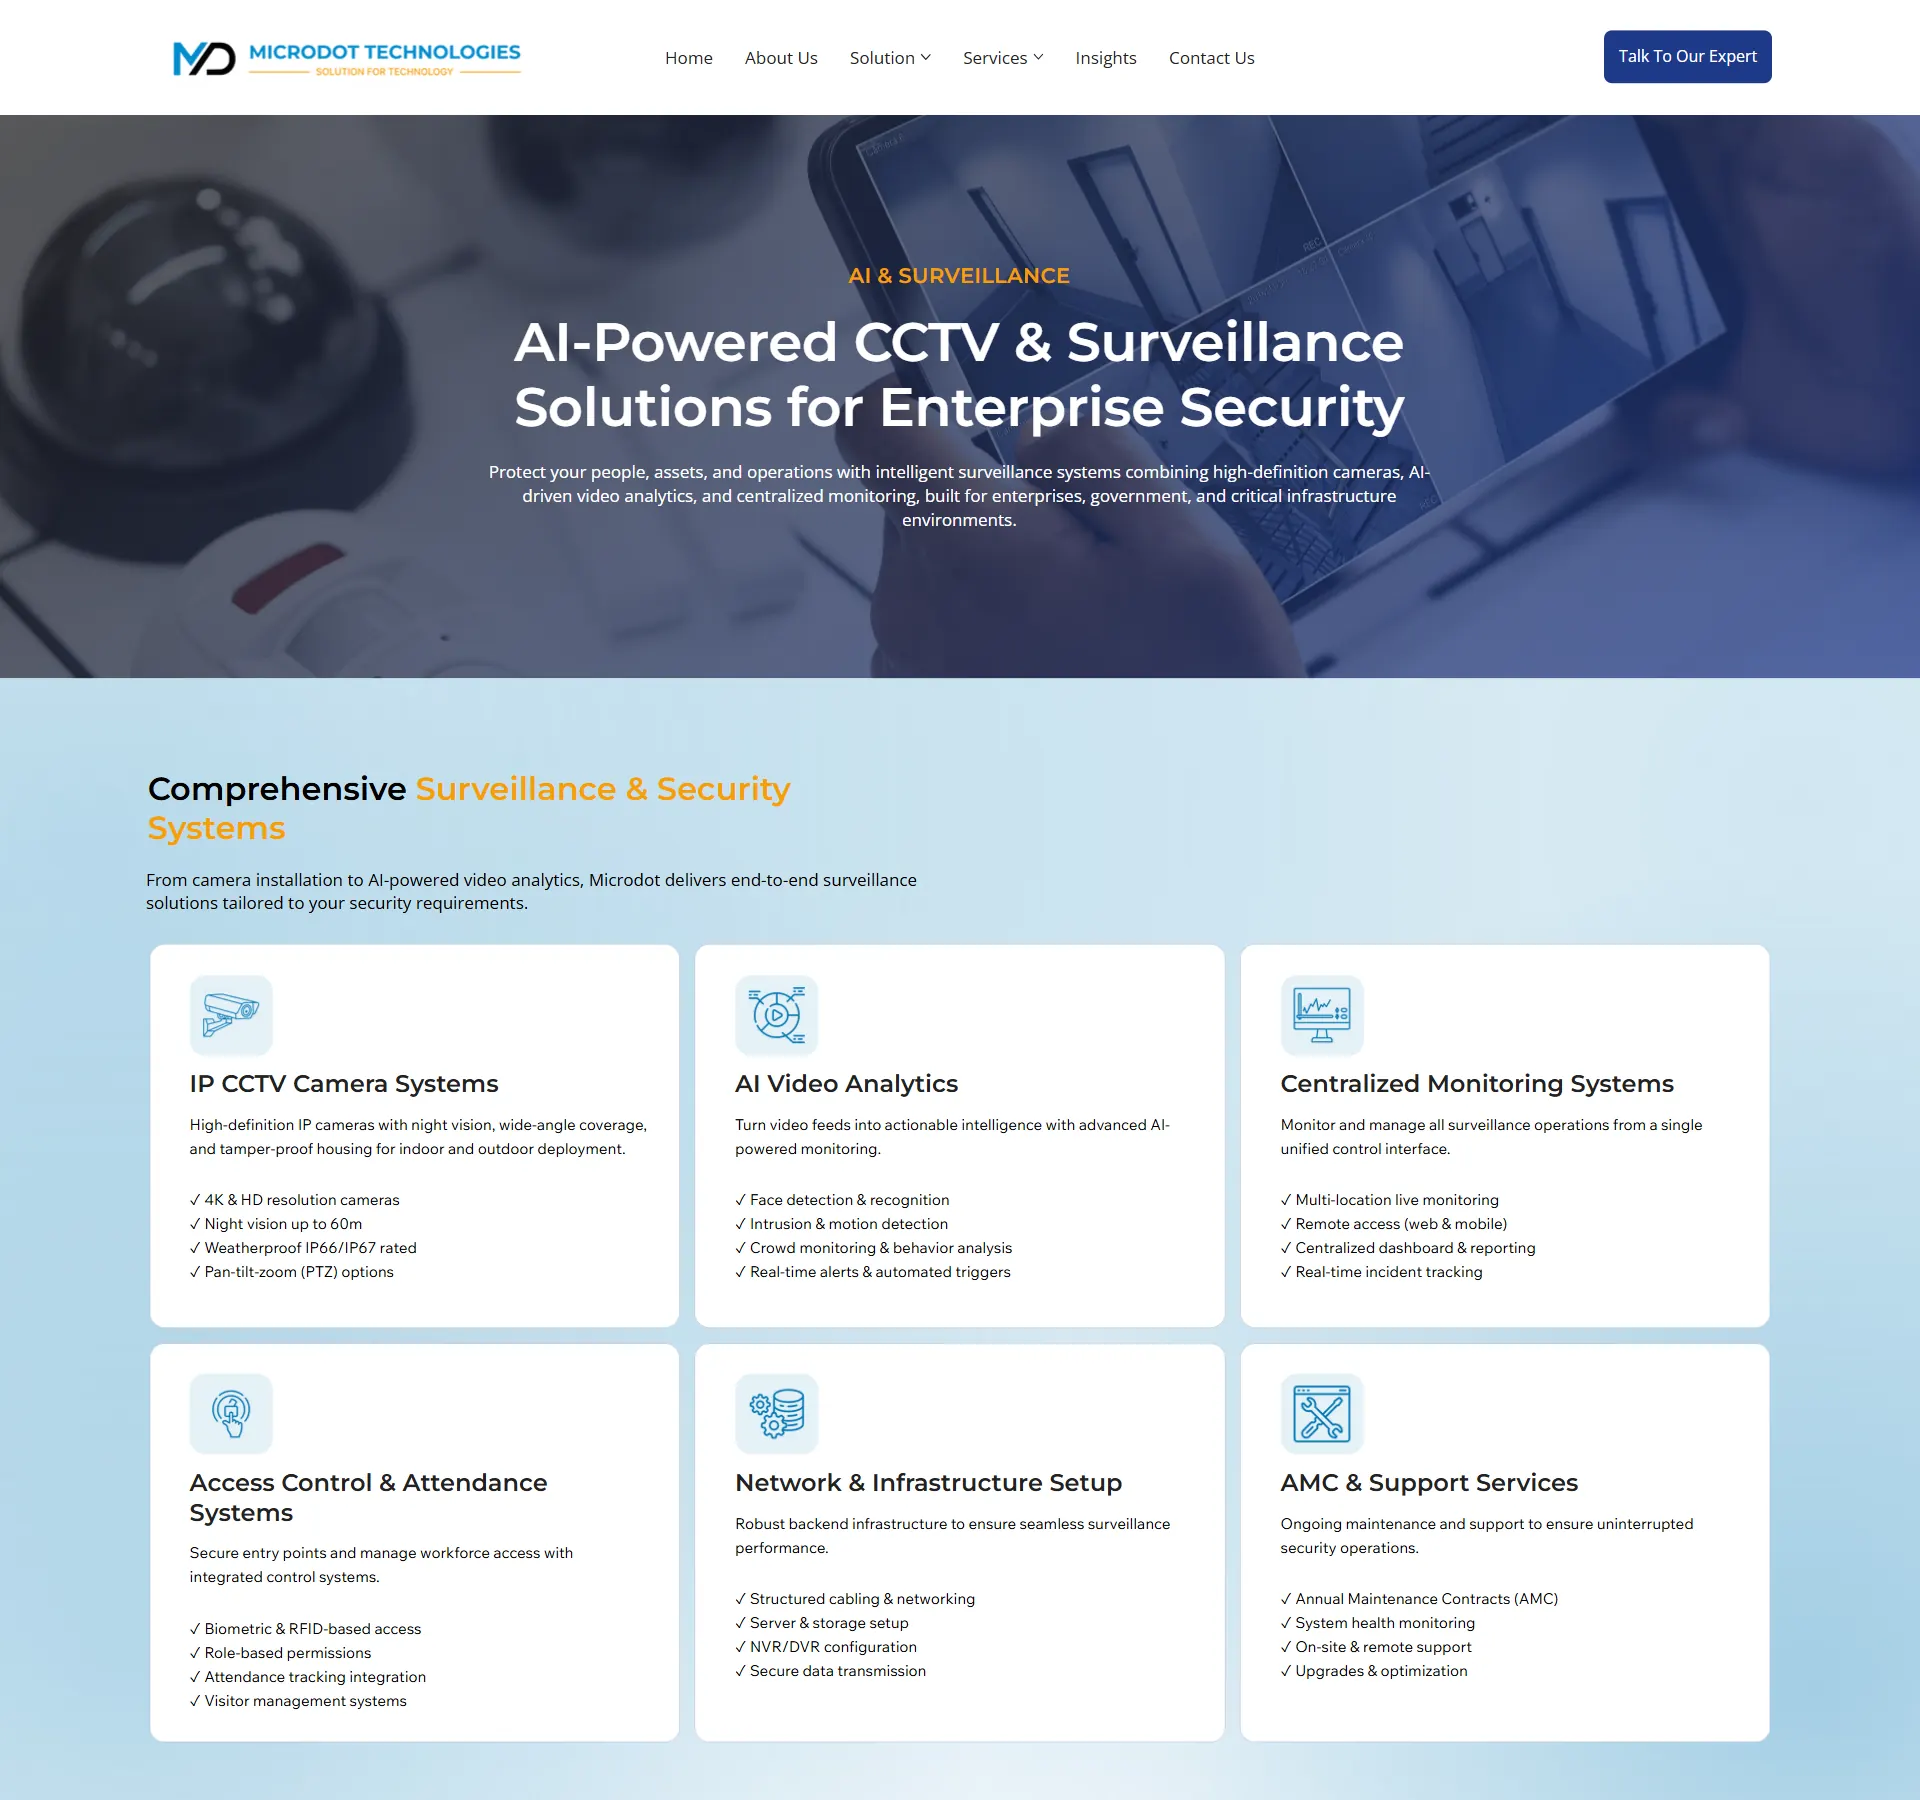 MICRODOT TECHNOLOGIES
SOLUTION FOR TECHNOLOGY
Home
About Us
Solution
Services
Insights
Contact Us
Talk To Our Expert
AI & SURVEILLANCE
AI-Powered CCTV & Surveillance
Solutions for Enterprise Security
Protect your people, assets, and operations with intelligent surveillance systems combining high-definition cameras, AI-
driven video analytics, and centralized monitoring, built for enterprises, government, and critical infrastructure
environments.
Comprehensive Surveillance & Security
Systems
From camera installation to AI-powered video analytics, Microdot delivers end-to-end surveillance
solutions tailored to your security requirements.
IP CCTV Camera Systems
High-definition IP cameras with night vision, wide-angle coverage,
and tamper-proof housing for indoor and outdoor deployment.
✓ 4K & HD resolution cameras
✓ Night vision up to 60m
✓ Weatherproof IP66/IP67 rated
✓ Pan-tilt-zoom (PTZ) options
AI Video Analytics
Turn video feeds into actionable intelligence with advanced AI-
powered monitoring.
✓ Face detection & recognition
✓ Intrusion & motion detection
✓ Crowd monitoring & behavior analysis
✓ Real-time alerts & automated triggers
Centralized Monitoring Systems
Monitor and manage all surveillance operations from a single
unified control interface.
✓ Multi-location live monitoring
✓ Remote access (web & mobile)
✓ Centralized dashboard & reporting
✓ Real-time incident tracking
Access Control & Attendance
Systems
Secure entry points and manage workforce access with
integrated control systems.
✓ Biometric & RFID-based access
✓ Role-based permissions
✓ Attendance tracking integration
✓ Visitor management systems
Network & Infrastructure Setup
Robust backend infrastructure to ensure seamless surveillance
performance.
✓ Structured cabling & networking
✓ Server & storage setup
✓ NVR/DVR configuration
✓ Secure data transmission
AMC & Support Services
Ongoing maintenance and support to ensure uninterrupted
security operations.
✓ Annual Maintenance Contracts (AMC)
✓ System health monitoring
✓ On-site & remote support
✓ Upgrades & optimization